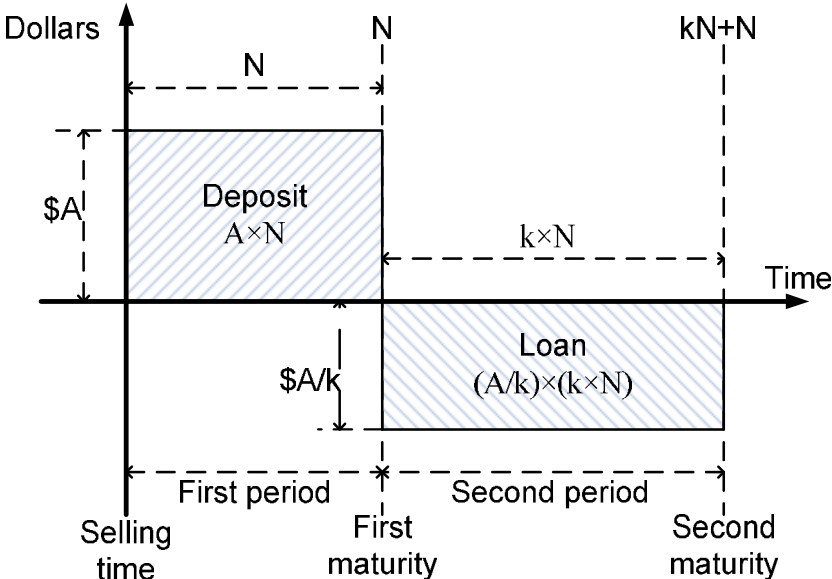 Dollars
N
kN+N
N
Deposit
$A
A×N
k×N
Time
Loan
$A/k
(A/k)×(k×N)
First period
Second period
Selling
time
First
maturity
Second
maturity